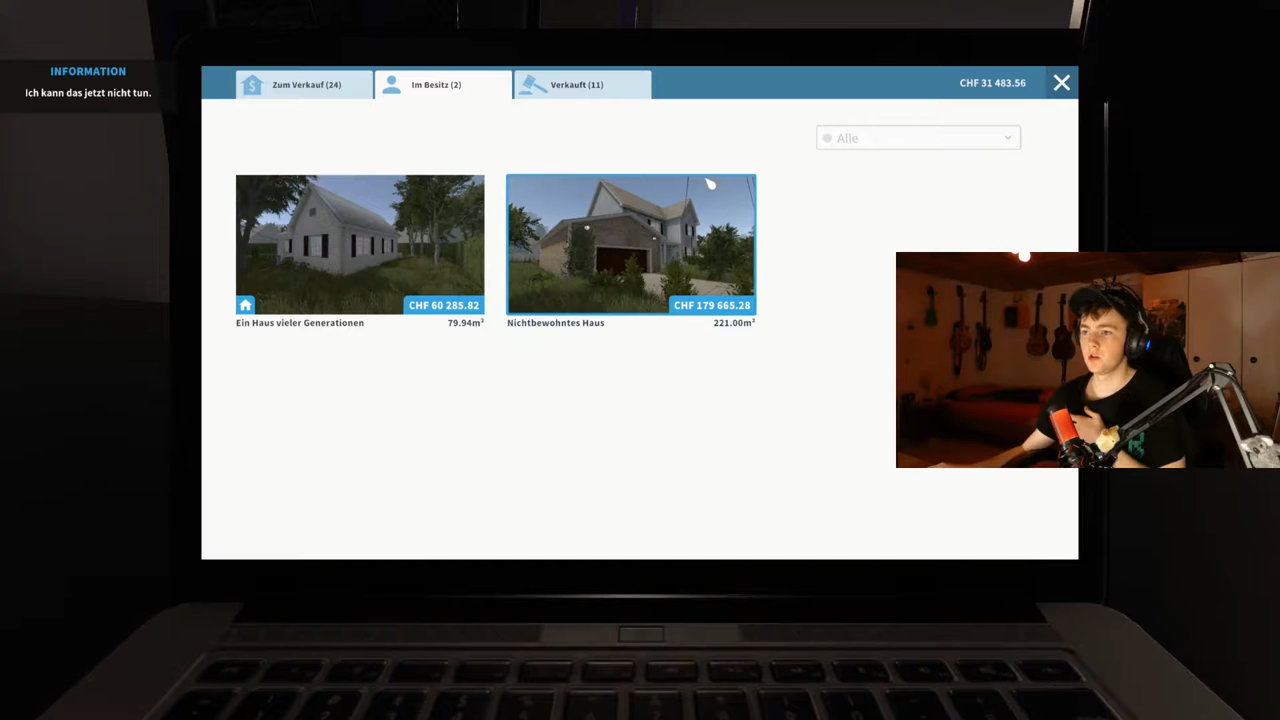 INFORMATION
Ich kann das jetzt nicht tun.
Zum Verkauf (24)
Im Besitz (2)
Verkauft (11)
CHF 31 483.56
Alle
CHF 60 285.82
Ein Haus vieler Generationen
79.94m²
CHF 179 665.28
Nichtbewohntes Haus
221.00m²